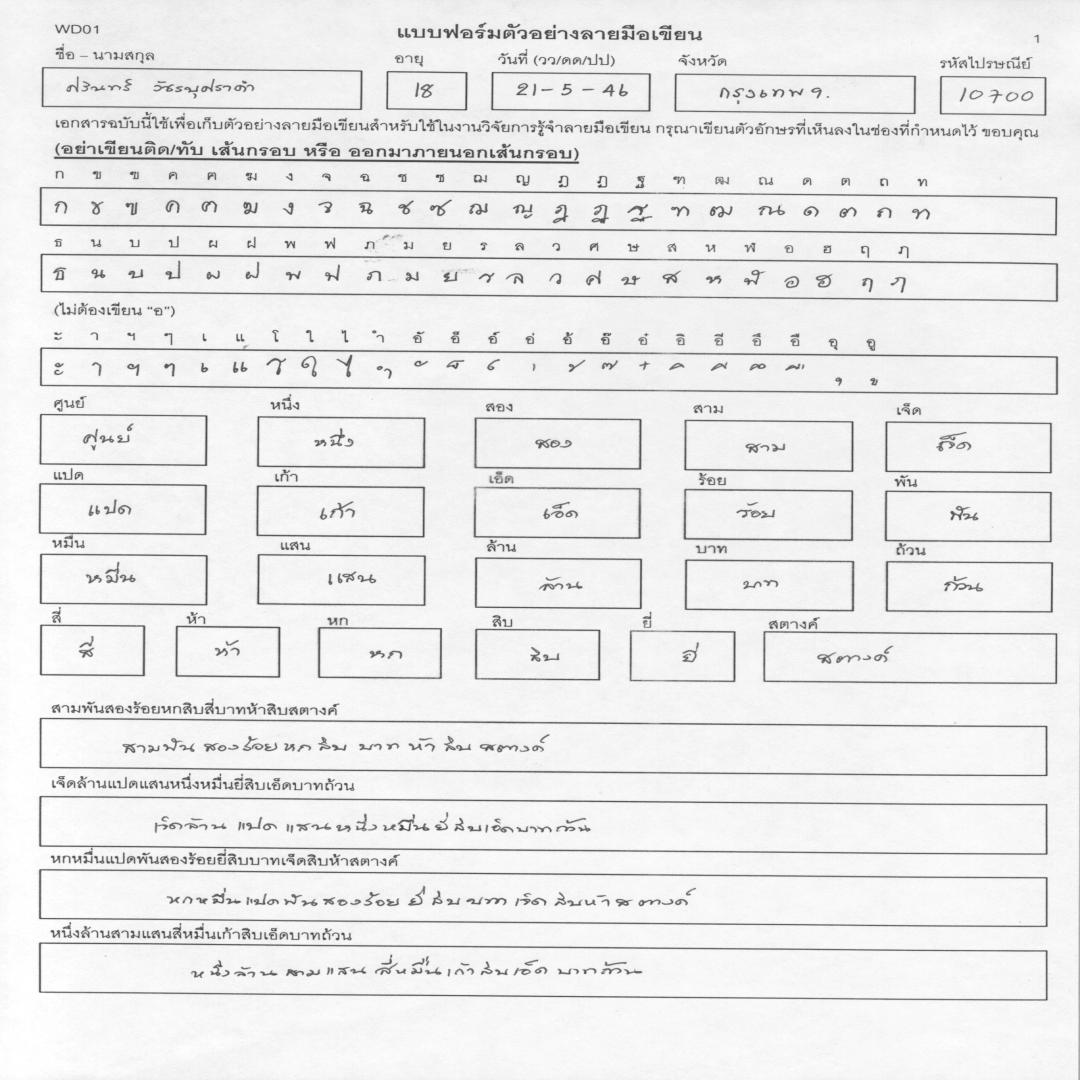 WD01
แบบฟอร์มตัวอย่างลายมือเขียน
1
ชื่อ – นามสกุล อายุ วันที่ (วว/ดด/ปป) จังหวัด รหัสไปรษณีย์
18 21-5-46 กรุงเทพฯ. 10700
เอกสารฉบับนี้ใช้เพื่อเก็บตัวอย่างลายมือเขียนสำหรับใช้ในงานวิจัยการรู้จำลายมือเขียน กรุณาเขียนตัวอักษรที่เห็นลงในช่องที่กำหนดไว้ ขอบคุณ
(อย่าเขียนติด/ทับ เส้นกรอบ หรือ ออกมาภายนอกเส้นกรอบ)
ก ข ฃ ค ฅ ฆ ง จ ฉ ช ซ ฌ ญ ฎ ฏ ฐ ฑ ฒ ณ ด ต ถ ท
ก ข ฃ ค ฅ ฆ ง จ ฉ ช ซ ฌ ญ ฎ ฏ ฐ ฑ ฒ ณ ด ต ถ ท
ธ น บ ป ผ ฝ พ ฟ ภ ม ย ร ล ว ศ ษ ส ห ฬ อ ฮ ฤ ฦ
ธ น บ ป ผ ฝ พ ฟ ภ ม ย ร ล ว ศ ษ ส ห ฬ อ ฮ ฤ ฦ
(ไม่ต้องเขียน "อ")
ะ า ฯ ๆ เ แ โ ใ ไ ำ อั อ็ อ์ อ่ อ้ อ๊ อ๋ อิ อี อึ อื อุ อู
ะ า ฯ ๆ เ แ โ ใ ไ ำ ั ็ ์ ่ ้ ๊ ๋ ิ ี ึ ื ุ ู
ศูนย์ หนึ่ง สอง สาม เจ็ด
ศูนย์ หนึ่ง สอง สาม เจ็ด
แปด เก้า เอ็ด ร้อย พัน
แปด เก้า เอ็ด ร้อย พัน
หมื่น แสน ล้าน บาท ถ้วน
หมื่น แสน ล้าน บาท ถ้วน
สี่ ห้า หก สิบ ยี่ สตางค์
สี่ ห้า หก สิบ ยี่ สตางค์
สามพันสองร้อยหกสิบสี่บาทห้าสิบสตางค์
สามพัน สองร้อย หก สิบ บาท ห้า สิบ สตางค์
เจ็ดล้านแปดแสนหนึ่งหมื่นยี่สิบเอ็ดบาทถ้วน
เจ็ดล้าน แปด แสน หนึ่ง หมื่น ยี่ สิบเอ็ดบาทถ้วน
หกหมื่นแปดพันสองร้อยยี่สิบบาทเจ็ดสิบห้าสตางค์
หกหมื่น แปด พัน สองร้อย ยี่ สิบ บาท เจ็ด สิบห้า สตางค์
หนึ่งล้านสามแสนสี่หมื่นเก้าสิบเอ็ดบาทถ้วน
หนึ่งล้าน สาม แสน สี่หมื่น เก้า สิบ เอ็ด บาทถ้วน